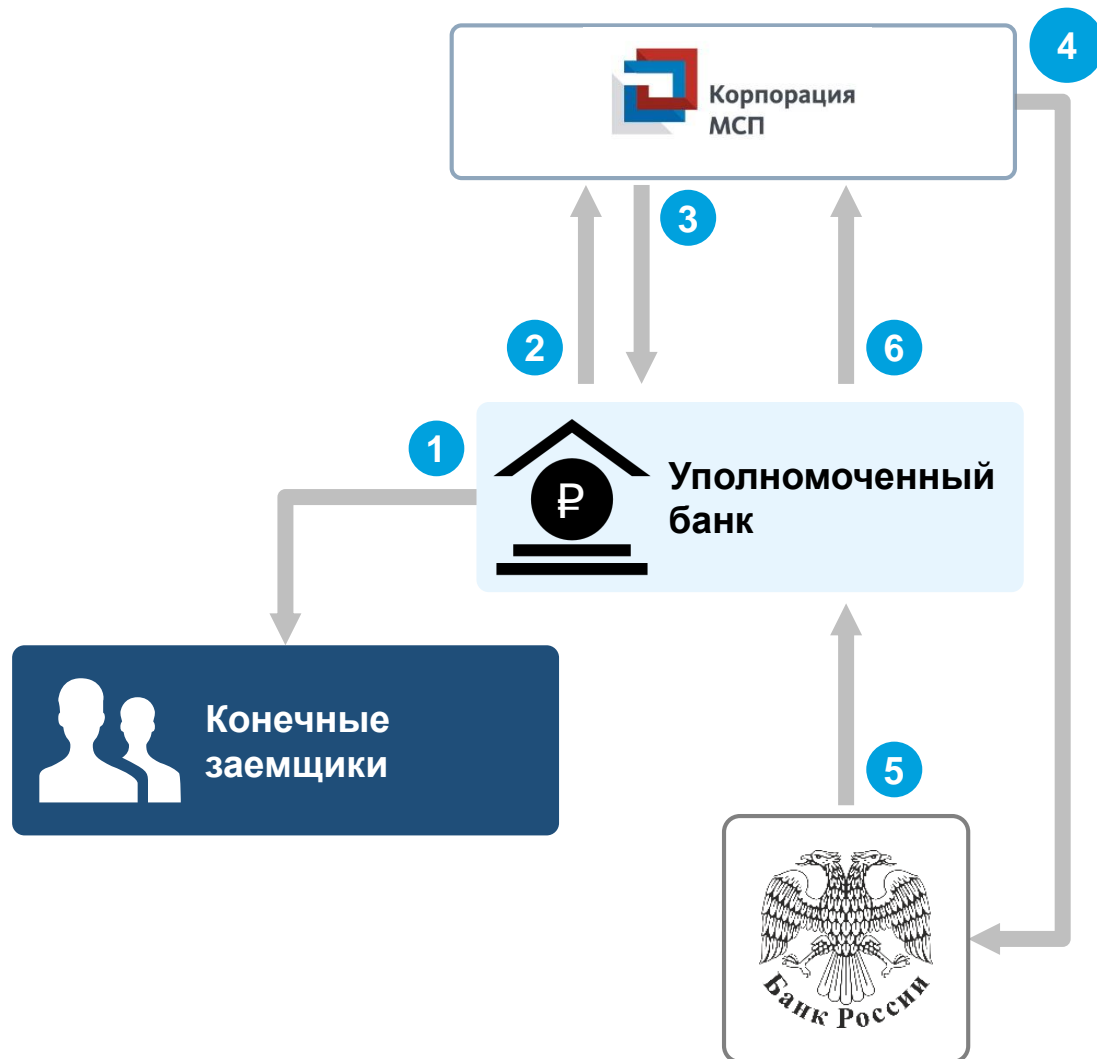 4
Корпорация
МСП
3
2
6
1
Уполномоченный
банк
₽
Конечные
заемщики
5
Банк России